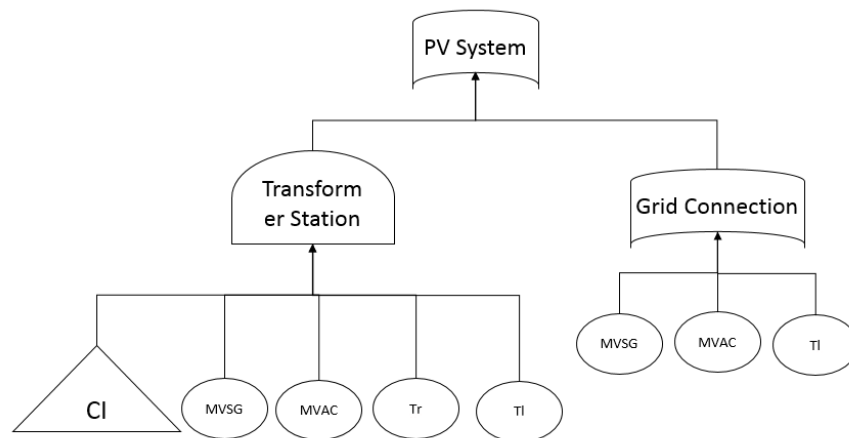 PV System
Transform
er Station
Grid Connection
MVSG
MVAC
Tl
CI
MVSG
MVAC
Tr
Tl